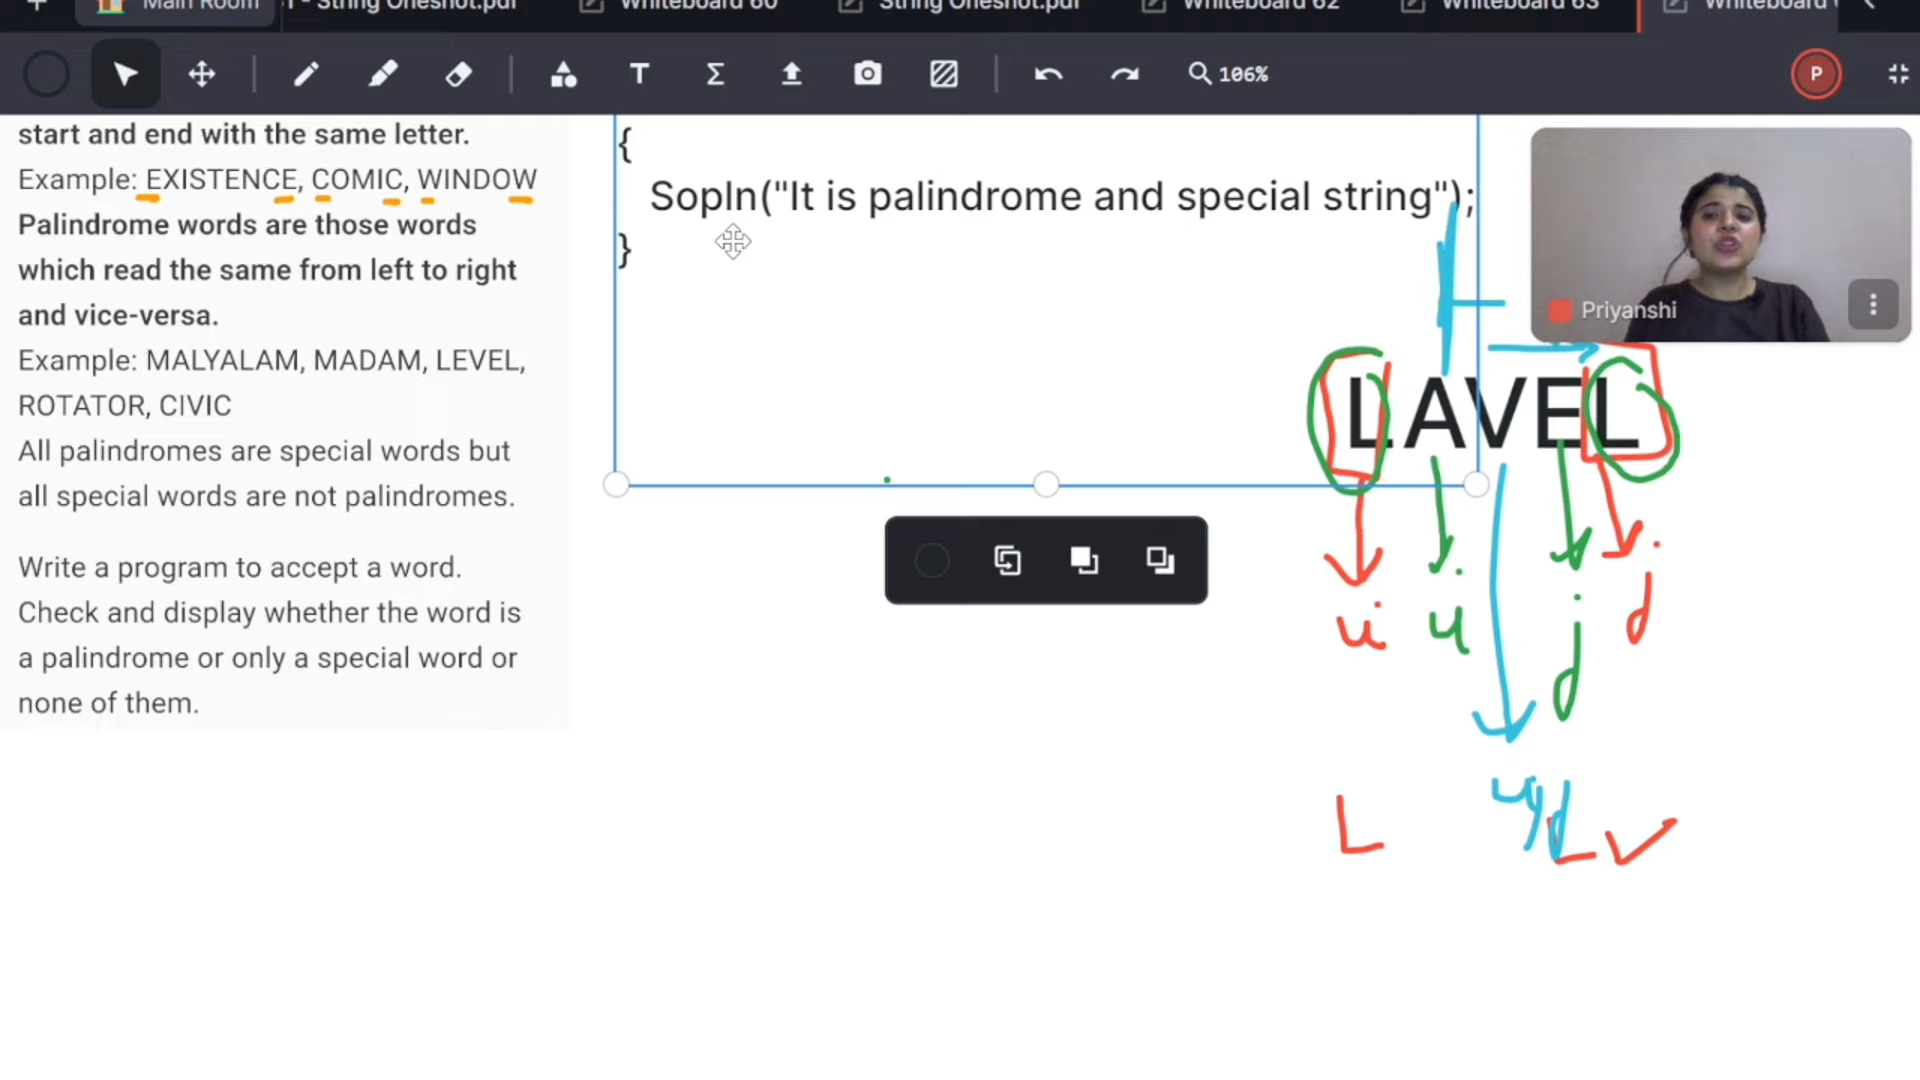 Main Room
String Oneshot.pdf
Whiteboard 60
String Oneshot.pdf
Whiteboard 62
Whiteboard 63
Whiteboard
106%
P
start and end with the same letter.
Example: EXISTENCE, COMIC, WINDOW
Palindrome words are those words
which read the same from left to right
and vice-versa.
Example: MALYALAM, MADAM, LEVEL,
ROTATOR, CIVIC
All palindromes are special words but
all special words are not palindromes.
Write a program to accept a word.
Check and display whether the word is
a palindrome or only a special word or
none of them.
{
Sopln("It is palindrome and special string");
}
Priyanshi
LAVEL
j
L
L